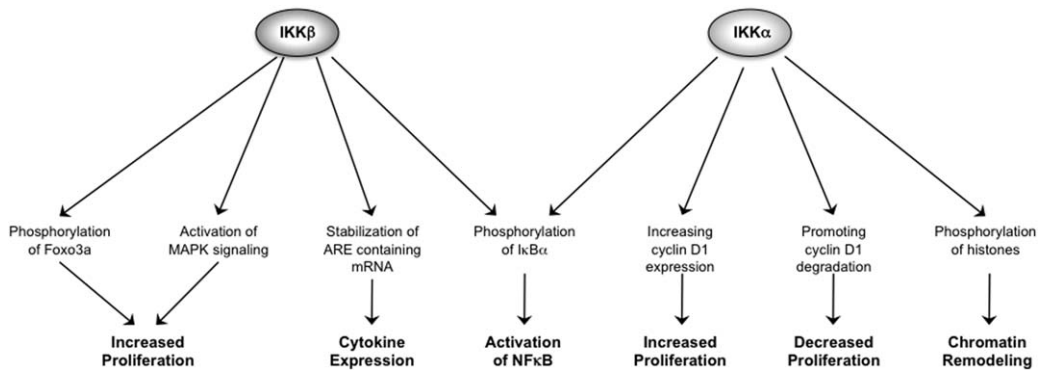 IKKβ
IKKα
Phosphorylation
of Foxo3a
Activation of
MAPK signaling
Stabilization of
ARE containing
mRNA
Phosphorylation
of IκBα
Increasing
cyclin D1
expression
Promoting
cyclin D1
degradation
Phosphorylation
of histones
Increased
Proliferation
Cytokine
Expression
Activation
of NFκB
Increased
Proliferation
Decreased
Proliferation
Chromatin
Remodeling